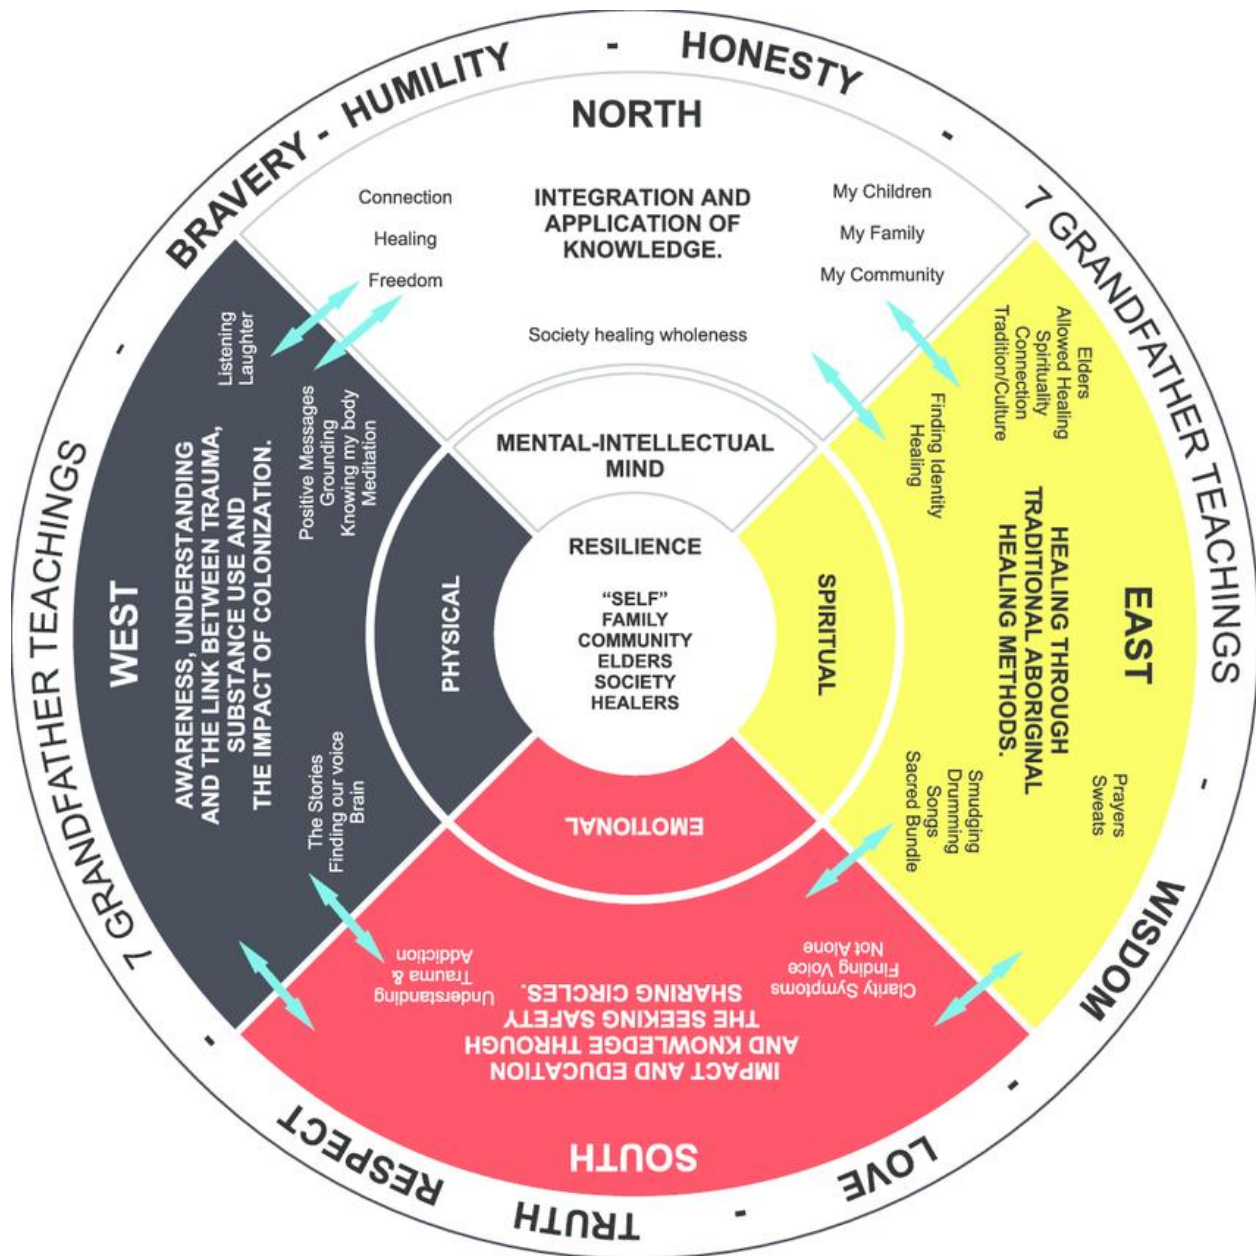 BRAVERY - HUMILITY - HONESTY - 7 GRANDFATHER TEACHINGS - WISDOM - LOVE - TRUTH - RESPECT - 7 GRANDFATHER TEACHINGS -
NORTH
INTEGRATION AND
APPLICATION OF
KNOWLEDGE.
Connection
Healing
Freedom
My Children
My Family
My Community
Society healing wholeness
MENTAL-INTELLECTUAL
MIND
EAST
HEALING THROUGH
TRADITIONAL ABORIGINAL
HEALING METHODS.
Elders
Allowed Healing
Spirituality
Connection
Tradition/Culture
Finding Identity
Healing
Prayers
Sweats
Smudging
Drumming
Songs
Sacred Bundle
SPIRITUAL
SOUTH
IMPACT AND EDUCATION
AND KNOWLEDGE THROUGH
THE SEEKING SAFETY
SHARING CIRCLES.
Clarity Symptoms
Finding Voice
Not Alone
Understanding
Trauma &
Addiction
EMOTIONAL
WEST
AWARENESS, UNDERSTANDING
AND THE LINK BETWEEN TRAUMA,
SUBSTANCE USE AND
THE IMPACT OF COLONIZATION.
The Stories
Finding our voice
Brain
Listening
Laughter
Positive Messages
Grounding
Knowing my body
Meditation
PHYSICAL
RESILIENCE
“SELF”
FAMILY
COMMUNITY
ELDERS
SOCIETY
HEALERS